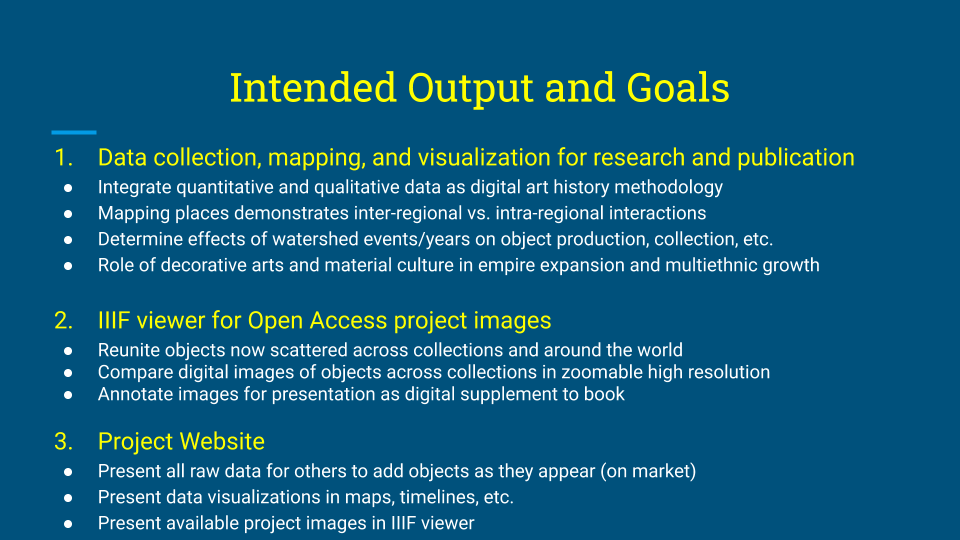 Intended Output and Goals
1. Data collection, mapping, and visualization for research and publication
● Integrate quantitative and qualitative data as digital art history methodology
● Mapping places demonstrates inter-regional vs. intra-regional interactions
● Determine effects of watershed events/years on object production, collection, etc.
● Role of decorative arts and material culture in empire expansion and multiethnic growth
2. IIIF viewer for Open Access project images
● Reunite objects now scattered across collections and around the world
● Compare digital images of objects across collections in zoomable high resolution
● Annotate images for presentation as digital supplement to book
3. Project Website
● Present all raw data for others to add objects as they appear (on market)
● Present data visualizations in maps, timelines, etc.
● Present available project images in IIIF viewer